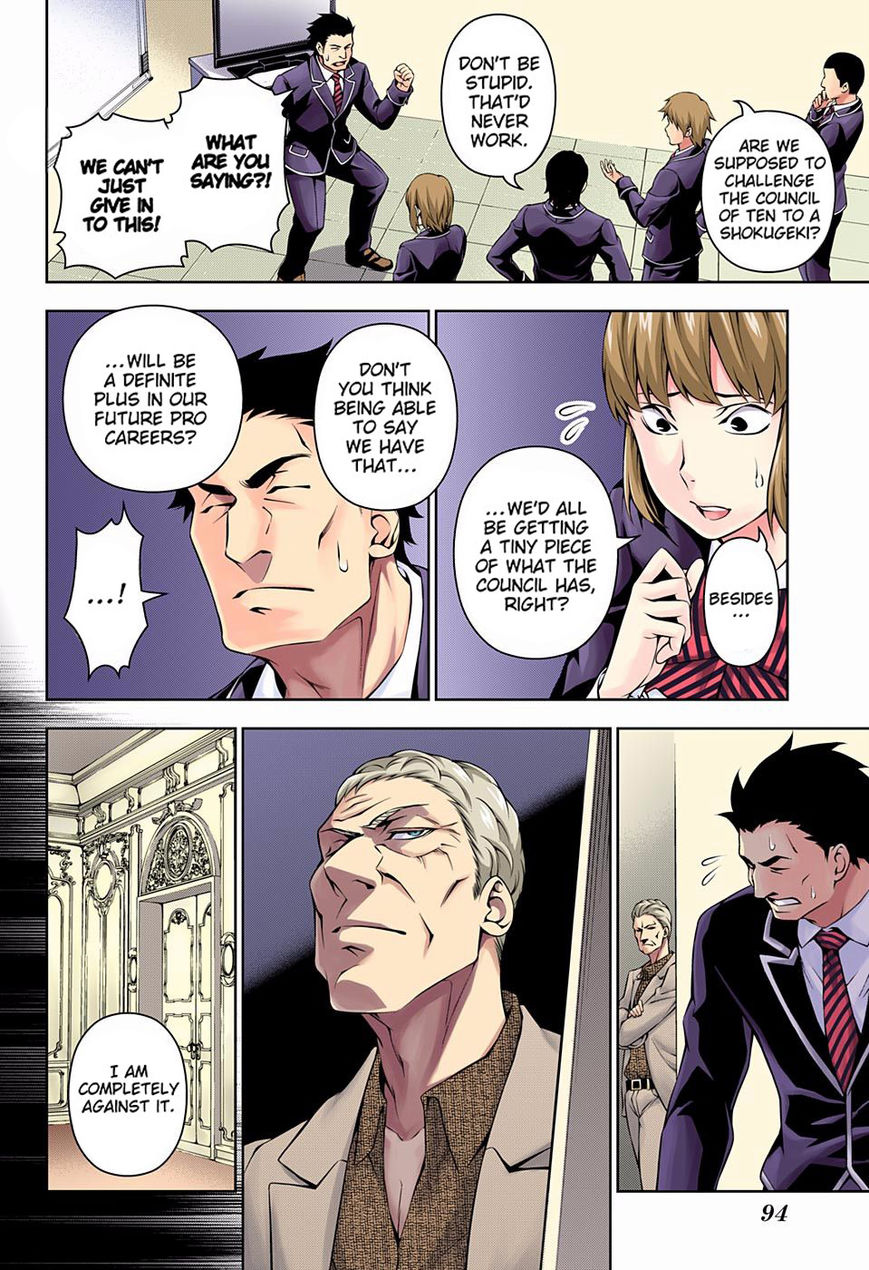 ARE WE
SUPPOSED TO
CHALLENGE
THE COUNCIL
OF TEN TO A
SHOKUGEKI?
DON'T BE
STUPID.
THAT'D
NEVER
WORK.
WHAT
ARE YOU
SAYING?!
WE CAN'T
JUST
GIVE IN
TO THIS!
BESIDES
...
...WE'D ALL
BE GETTING
A TINY PIECE
OF WHAT THE
COUNCIL HAS,
RIGHT?
DON'T
YOU THINK
BEING ABLE
TO SAY
WE HAVE
THAT...
...WILL BE
A DEFINITE
PLUS IN OUR
FUTURE PRO
CAREERS?
...!
I AM
COMPLETELY
AGAINST IT.
94